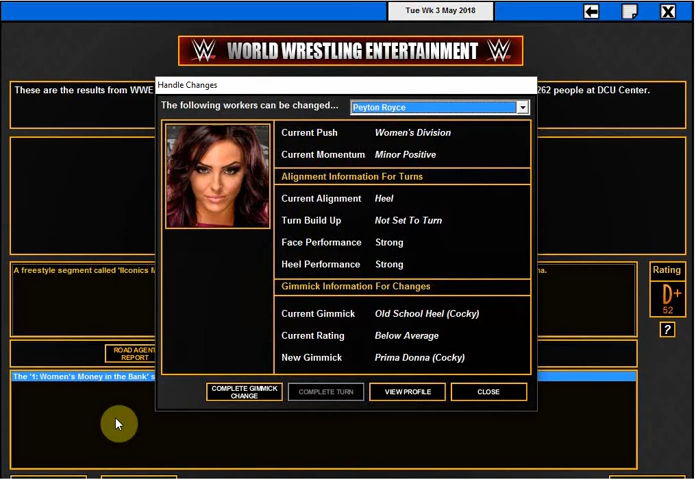 Tue Wk 3 May 2018
WORLD WRESTLING ENTERTAINMENT
Handle Changes
These are the results from WWE
262 people at DCU Center.
The following workers can be changed... Peyton Royce
Current Push Women's Division
Current Momentum Minor Positive
Alignment Information For Turns
Current Alignment Heel
Turn Build Up Not Set To Turn
Face Performance Strong
Heel Performance Strong
A freestyle segment called 'IIconics M
na.
Rating
D+
52
?
Gimmick Information For Changes
Current Gimmick Old School Heel (Cocky)
Current Rating Below Average
New Gimmick Prima Donna (Cocky)
ROAD AGENT
REPORT
The '1: Women's Money in the Bank' s
COMPLETE GIMMICK
CHANGE
COMPLETE TURN
VIEW PROFILE
CLOSE